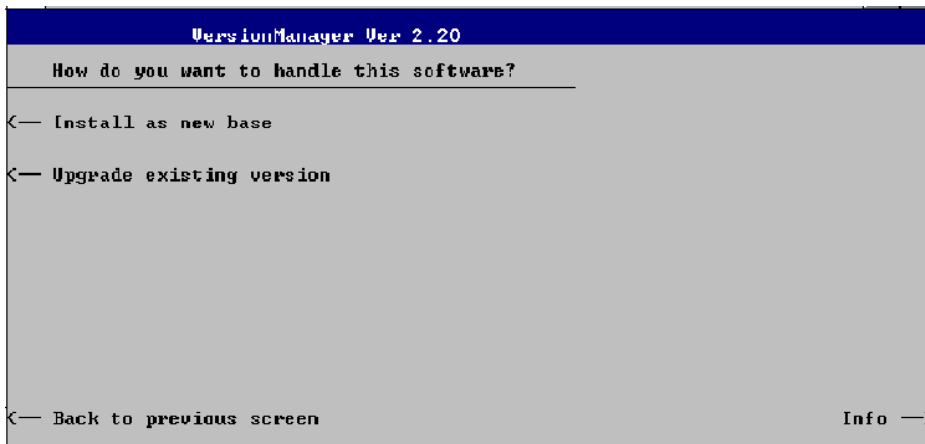 VersionManager Ver 2.20
How do you want to handle this software?
<— Install as new base
<— Upgrade existing version
<— Back to previous screen
Info —